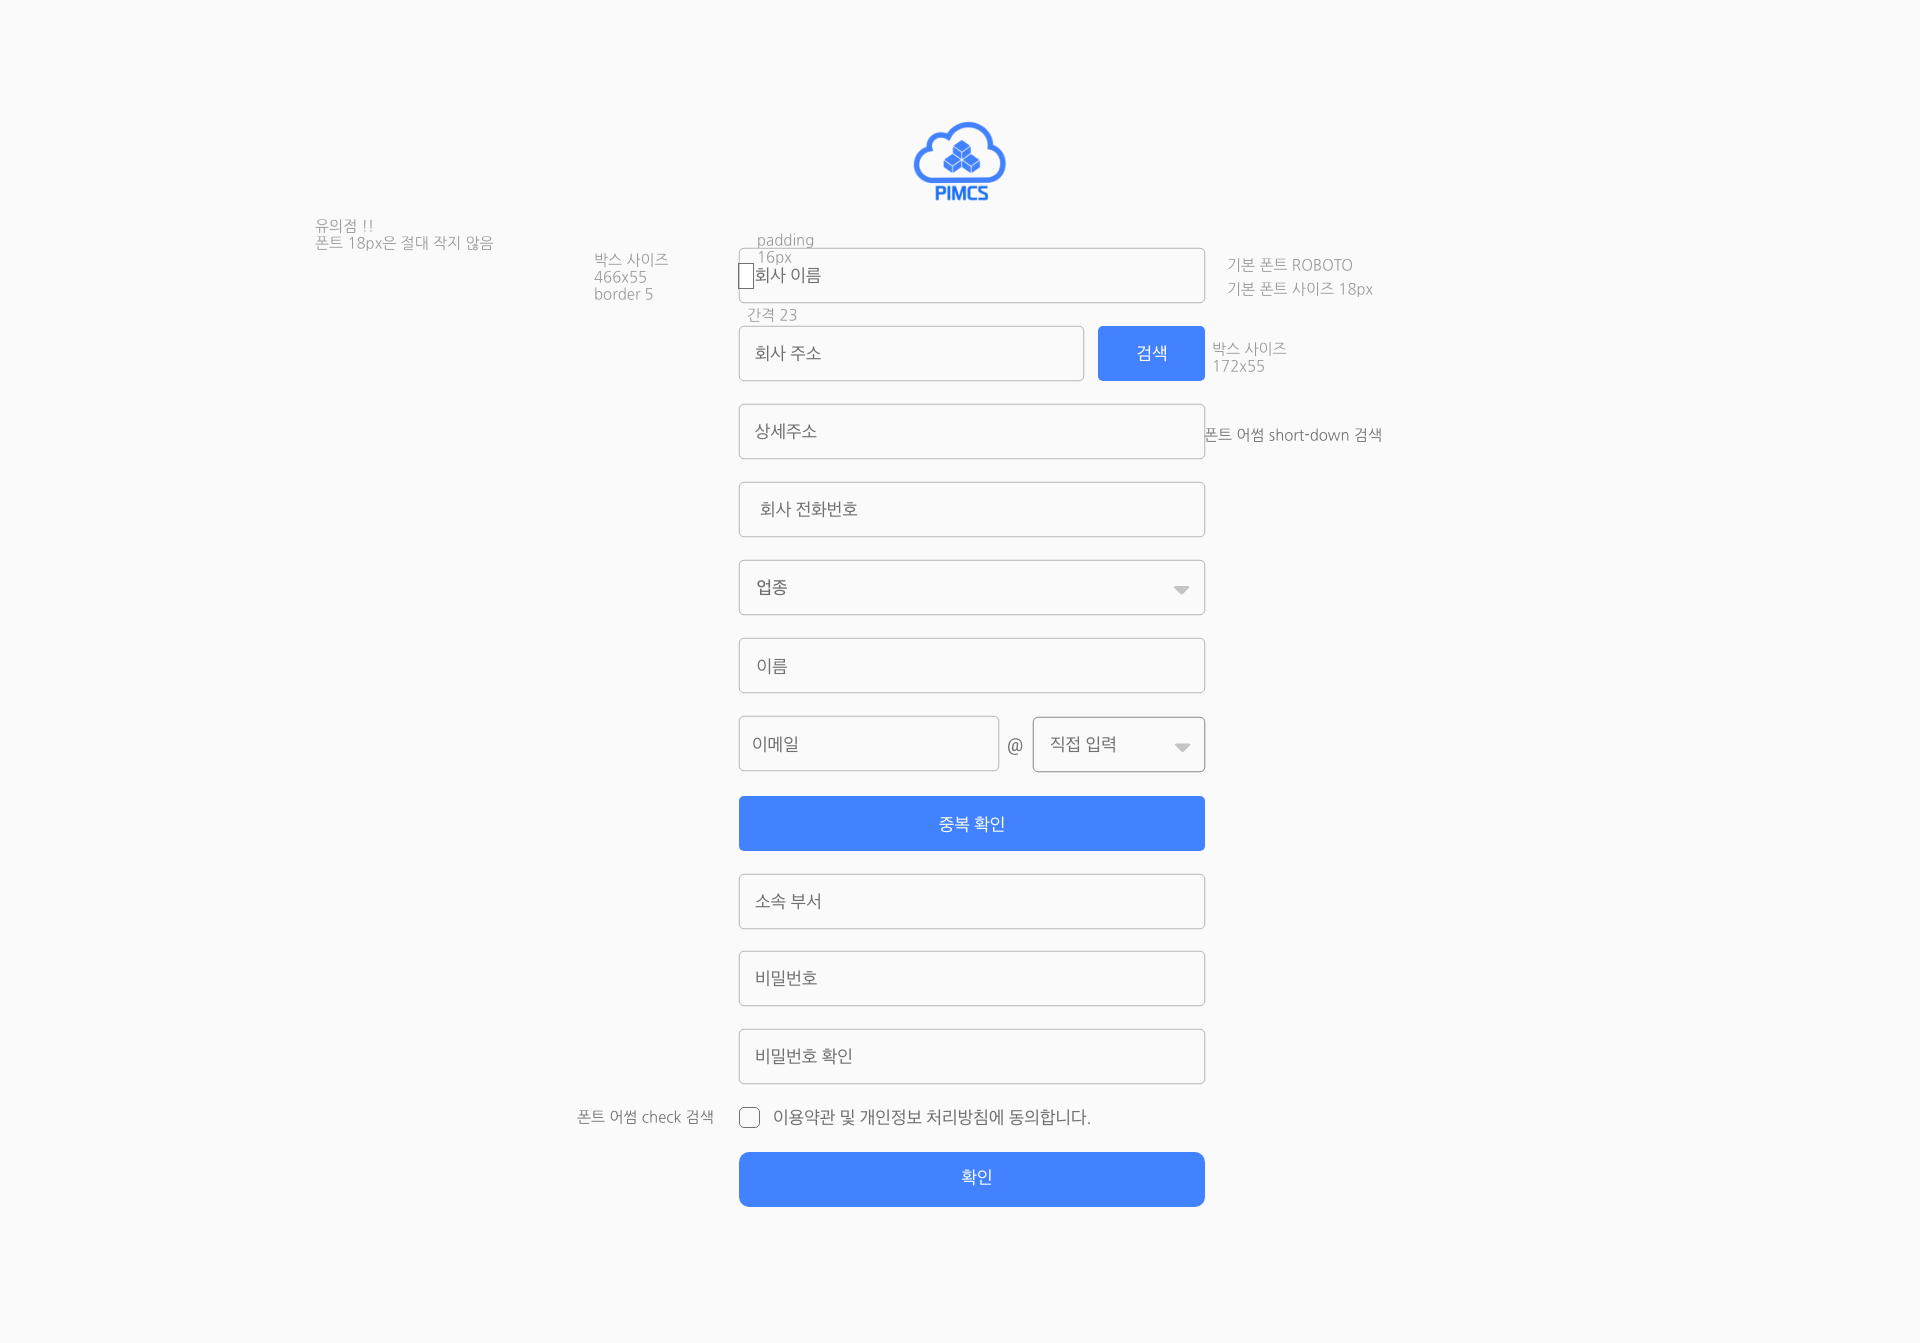 PIMCS
유의점 !!
폰트 18px은 절대 작지 않음
박스 사이즈
466x55
border 5
padding
16px
회사 이름
기본 폰트 ROBOTO
기본 폰트 사이즈 18px
간격 23
회사 주소
검색
박스 사이즈
172x55
상세주소
폰트 어썸 short-down 검색
회사 전화번호
업종
이름
이메일
@
직접 입력
중복 확인
소속 부서
비밀번호
비밀번호 확인
폰트 어썸 check 검색
이용약관 및 개인정보 처리방침에 동의합니다.
확인